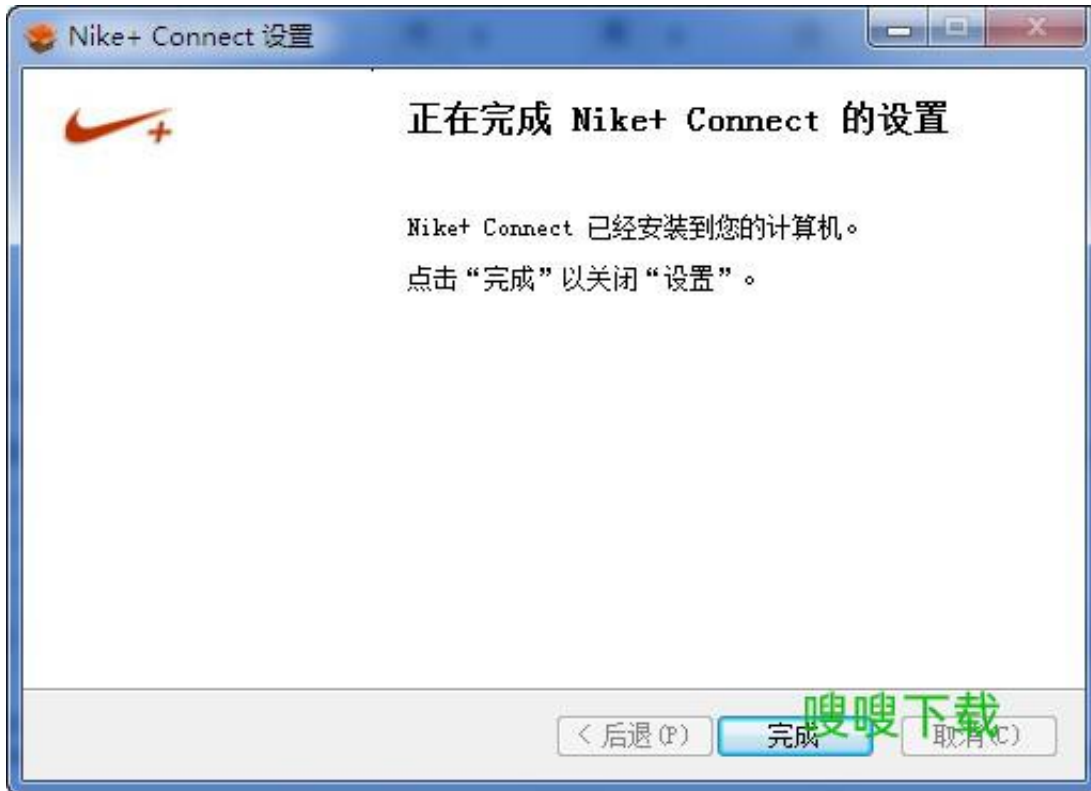 Nike+ Connect 设置
正在完成 Nike+ Connect 的设置
Nike+ Connect 已经安装到您的计算机。
点击“完成”以关闭“设置”。
< 后退(P)
完成
取消(C)
嗖嗖下载